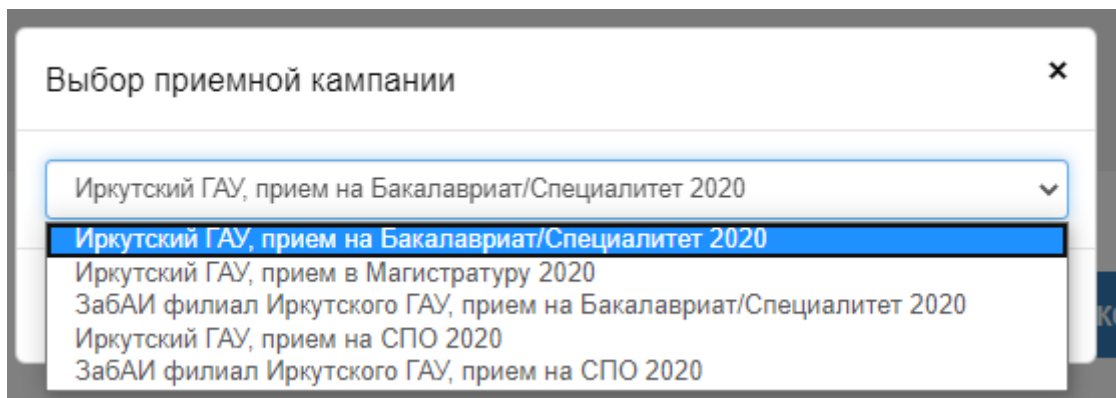 Выбор приемной кампании
×
Иркутский ГАУ, прием на Бакалавриат/Специалитет 2020
Иркутский ГАУ, прием на Бакалавриат/Специалитет 2020
Иркутский ГАУ, прием в Магистратуру 2020
ЗабАИ филиал Иркутского ГАУ, прием на Бакалавриат/Специалитет 2020
Иркутский ГАУ, прием на СПО 2020
ЗабАИ филиал Иркутского ГАУ, прием на СПО 2020